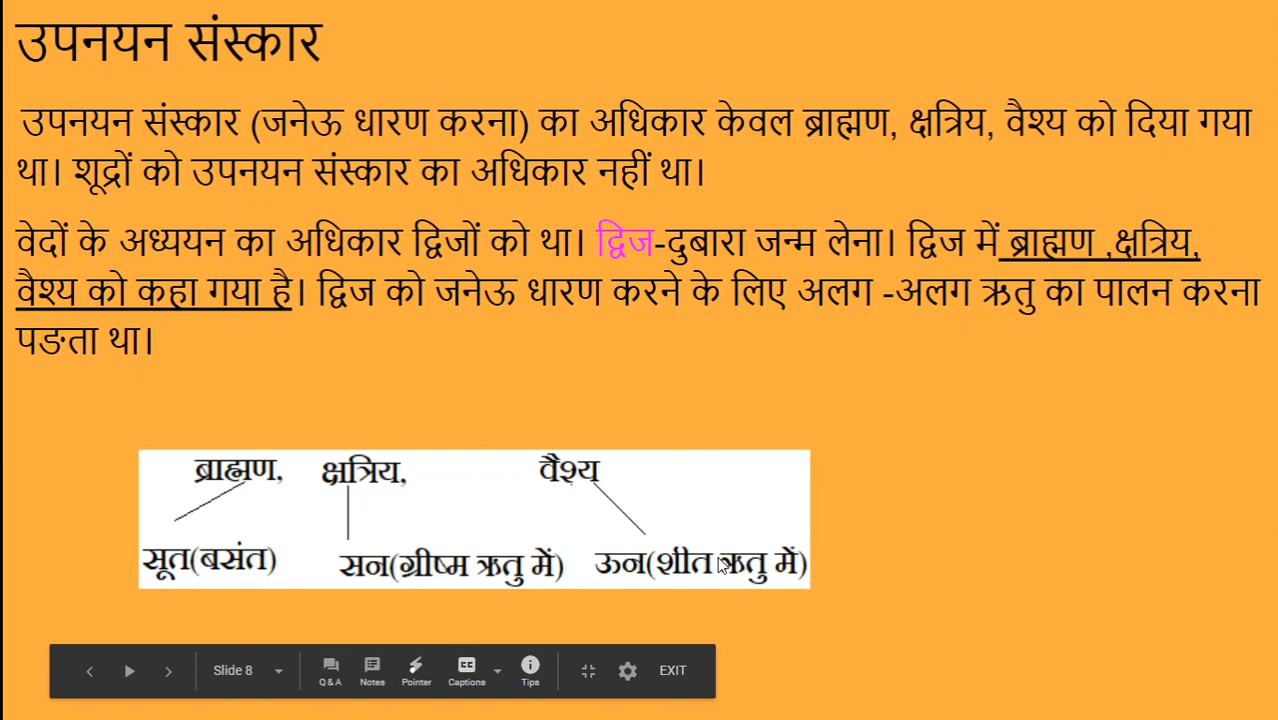 उपनयन संस्कार
उपनयन संस्कार (जनेऊ धारण करना) का अधिकार केवल ब्राह्मण, क्षत्रिय, वैश्य को दिया गया
था। शूद्रों को उपनयन संस्कार का अधिकार नहीं था।
वेदों के अध्ययन का अधिकार द्विजों को था। द्विज-दुबारा जन्म लेना। द्विज में ब्राह्मण ,क्षत्रिय,
वैश्य को कहा गया है। द्विज को जनेऊ धारण करने के लिए अलग -अलग ऋतु का पालन करना
पङता था।
ब्राह्मण, क्षत्रिय, वैश्य
सूत(बसंत) सन(ग्रीष्म ऋतु में) ऊन(शीत ऋतु में)
Slide 8 Q&A Notes Pointer Captions Tips EXIT